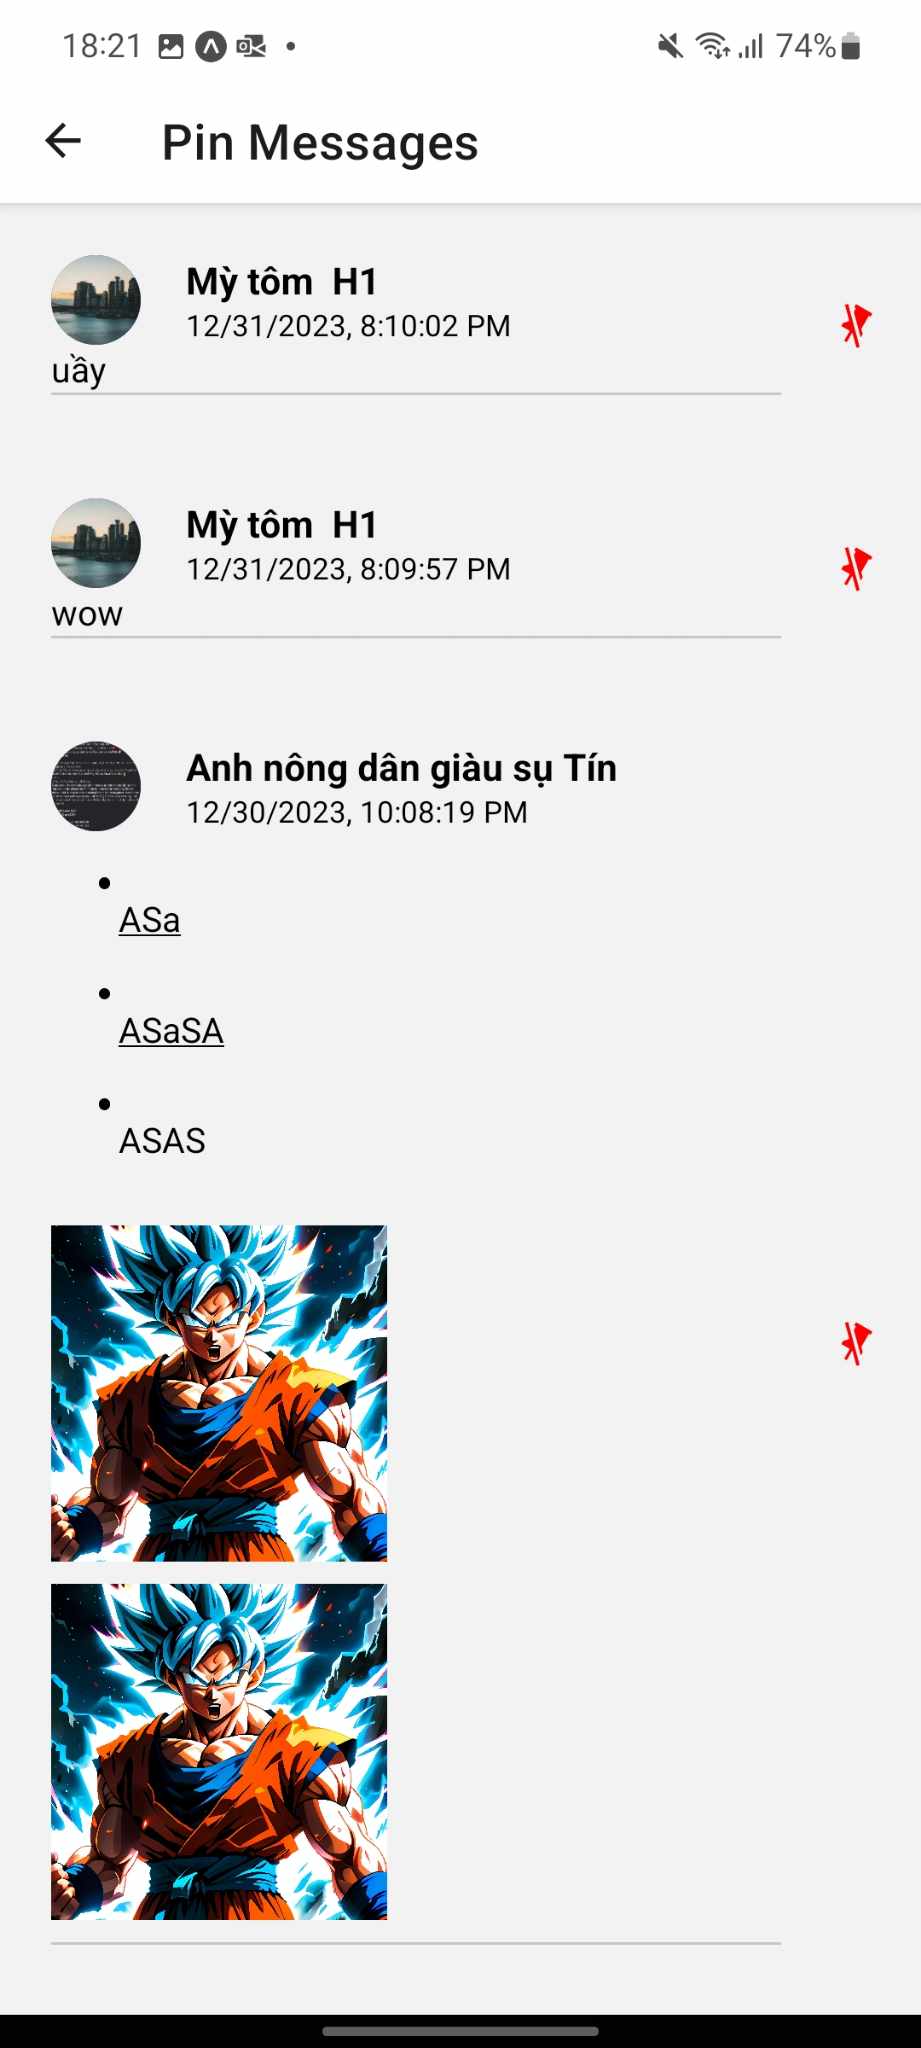 18:21
74%
Pin Messages
Mỳ tôm  H1
12/31/2023, 8:10:02 PM
uầy
Mỳ tôm  H1
12/31/2023, 8:09:57 PM
wow
Anh nông dân giàu sụ Tín
12/30/2023, 10:08:19 PM
ASa
ASaSA
ASAS